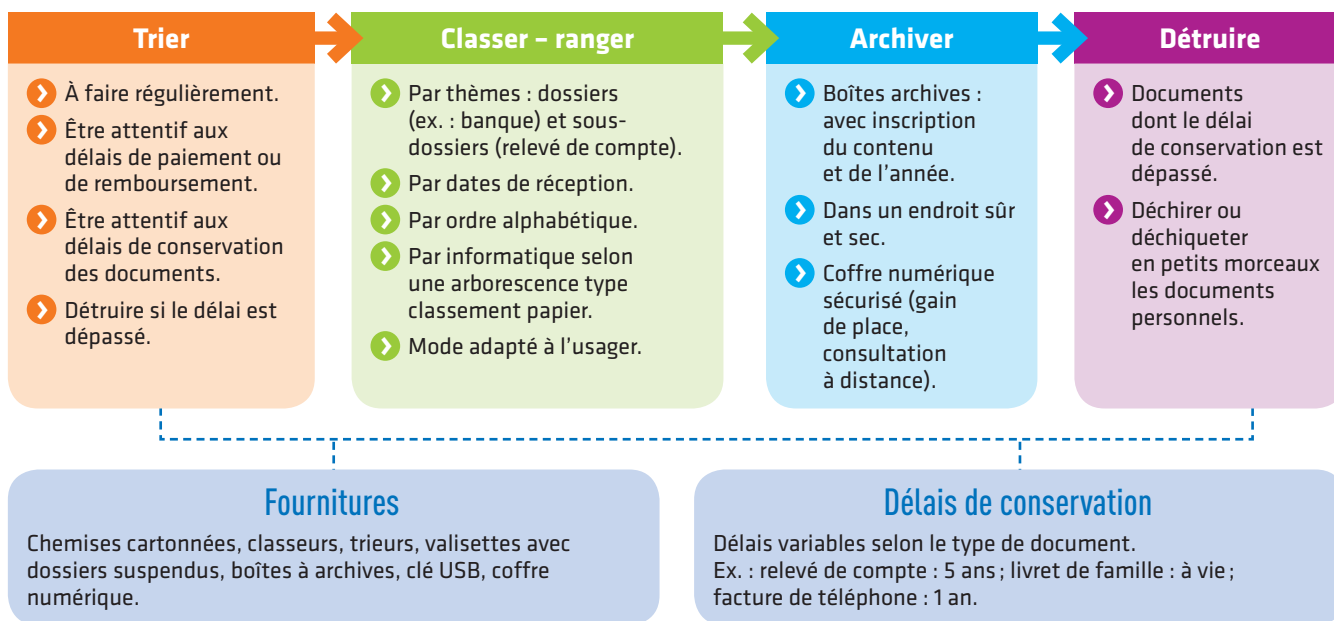 Trier
À faire régulièrement.
Être attentif aux
délais de paiement ou
de remboursement.
Être attentif aux
délais de conservation
des documents.
Détruire si le délai est
dépassé.
Classer – ranger
Par thèmes : dossiers
(ex. : banque) et sous-
dossiers (relevé de compte).
Par dates de réception.
Par ordre alphabétique.
Par informatique selon
une arborescence type
classement papier.
Mode adapté à l'usager.
Archiver
Boîtes archives :
avec inscription
du contenu
et de l'année.
Dans un endroit sûr
et sec.
Coffre numérique
sécurisé (gain
de place,
consultation
à distance).
Détruire
Documents
dont le délai
de conservation est
dépassé.
Déchirer ou
déchiqueter
en petits morceaux
les documents
personnels.
Fournitures
Chemises cartonnées, classeurs, trieurs, valisettes avec
dossiers suspendus, boîtes à archives, clé USB, coffre
numérique.
Délais de conservation
Délais variables selon le type de document.
Ex. : relevé de compte : 5 ans ; livret de famille : à vie ;
facture de téléphone : 1 an.